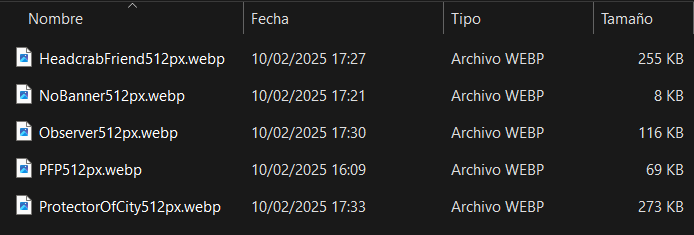 Nombre Fecha Tipo Tamaño
HeadcrabFriend512px.webp 10/02/2025 17:27 Archivo WEBP 255 KB
NoBanner512px.webp 10/02/2025 17:21 Archivo WEBP 8 KB
Observer512px.webp 10/02/2025 17:30 Archivo WEBP 116 KB
PFP512px.webp 10/02/2025 16:09 Archivo WEBP 69 KB
ProtectorOfCity512px.webp 10/02/2025 17:33 Archivo WEBP 273 KB